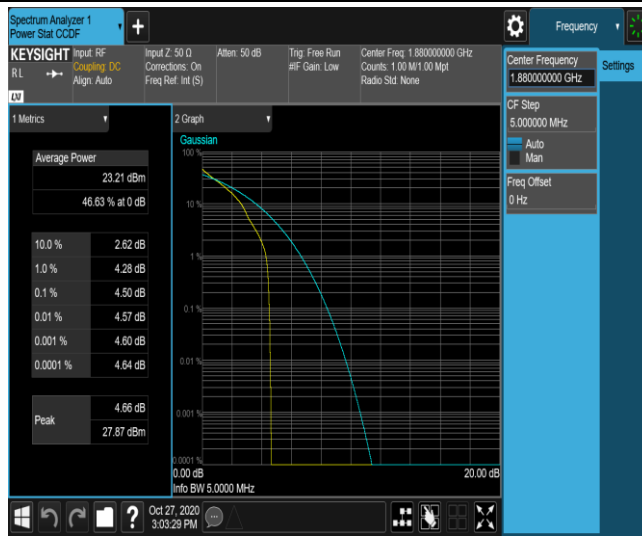 Spectrum Analyzer 1
Power Stat CCDF
+
Frequency
KEYSIGHT
RL
LXI
Input: RF
Coupling: DC
Align: Auto
Input Z: 50 Ω
Corrections: On
Freq Ref: Int (S)
Atten: 50 dB
Trig: Free Run
#IF Gain: Low
Center Freq: 1.880000000 GHz
Counts: 1.00 M/1.00 Mpt
Radio Std: None
Center Frequency
1.880000000 GHz
Settings
CF Step
5.000000 MHz
Auto
Man
Freq Offset
0 Hz
1 Metrics
Average Power
23.21 dBm
46.63 % at 0 dB
10.0 % 2.62 dB
1.0 % 4.28 dB
0.1 % 4.50 dB
0.01 % 4.57 dB
0.001 % 4.60 dB
0.0001 % 4.64 dB
Peak
4.66 dB
27.87 dBm
2 Graph
Gaussian
100 %
10 %
1 %
0.1 %
0.01 %
0.001 %
0.0001 %
0.00 dB
20.00 dB
Info BW 5.0000 MHz
?
Oct 27, 2020
3:03:29 PM